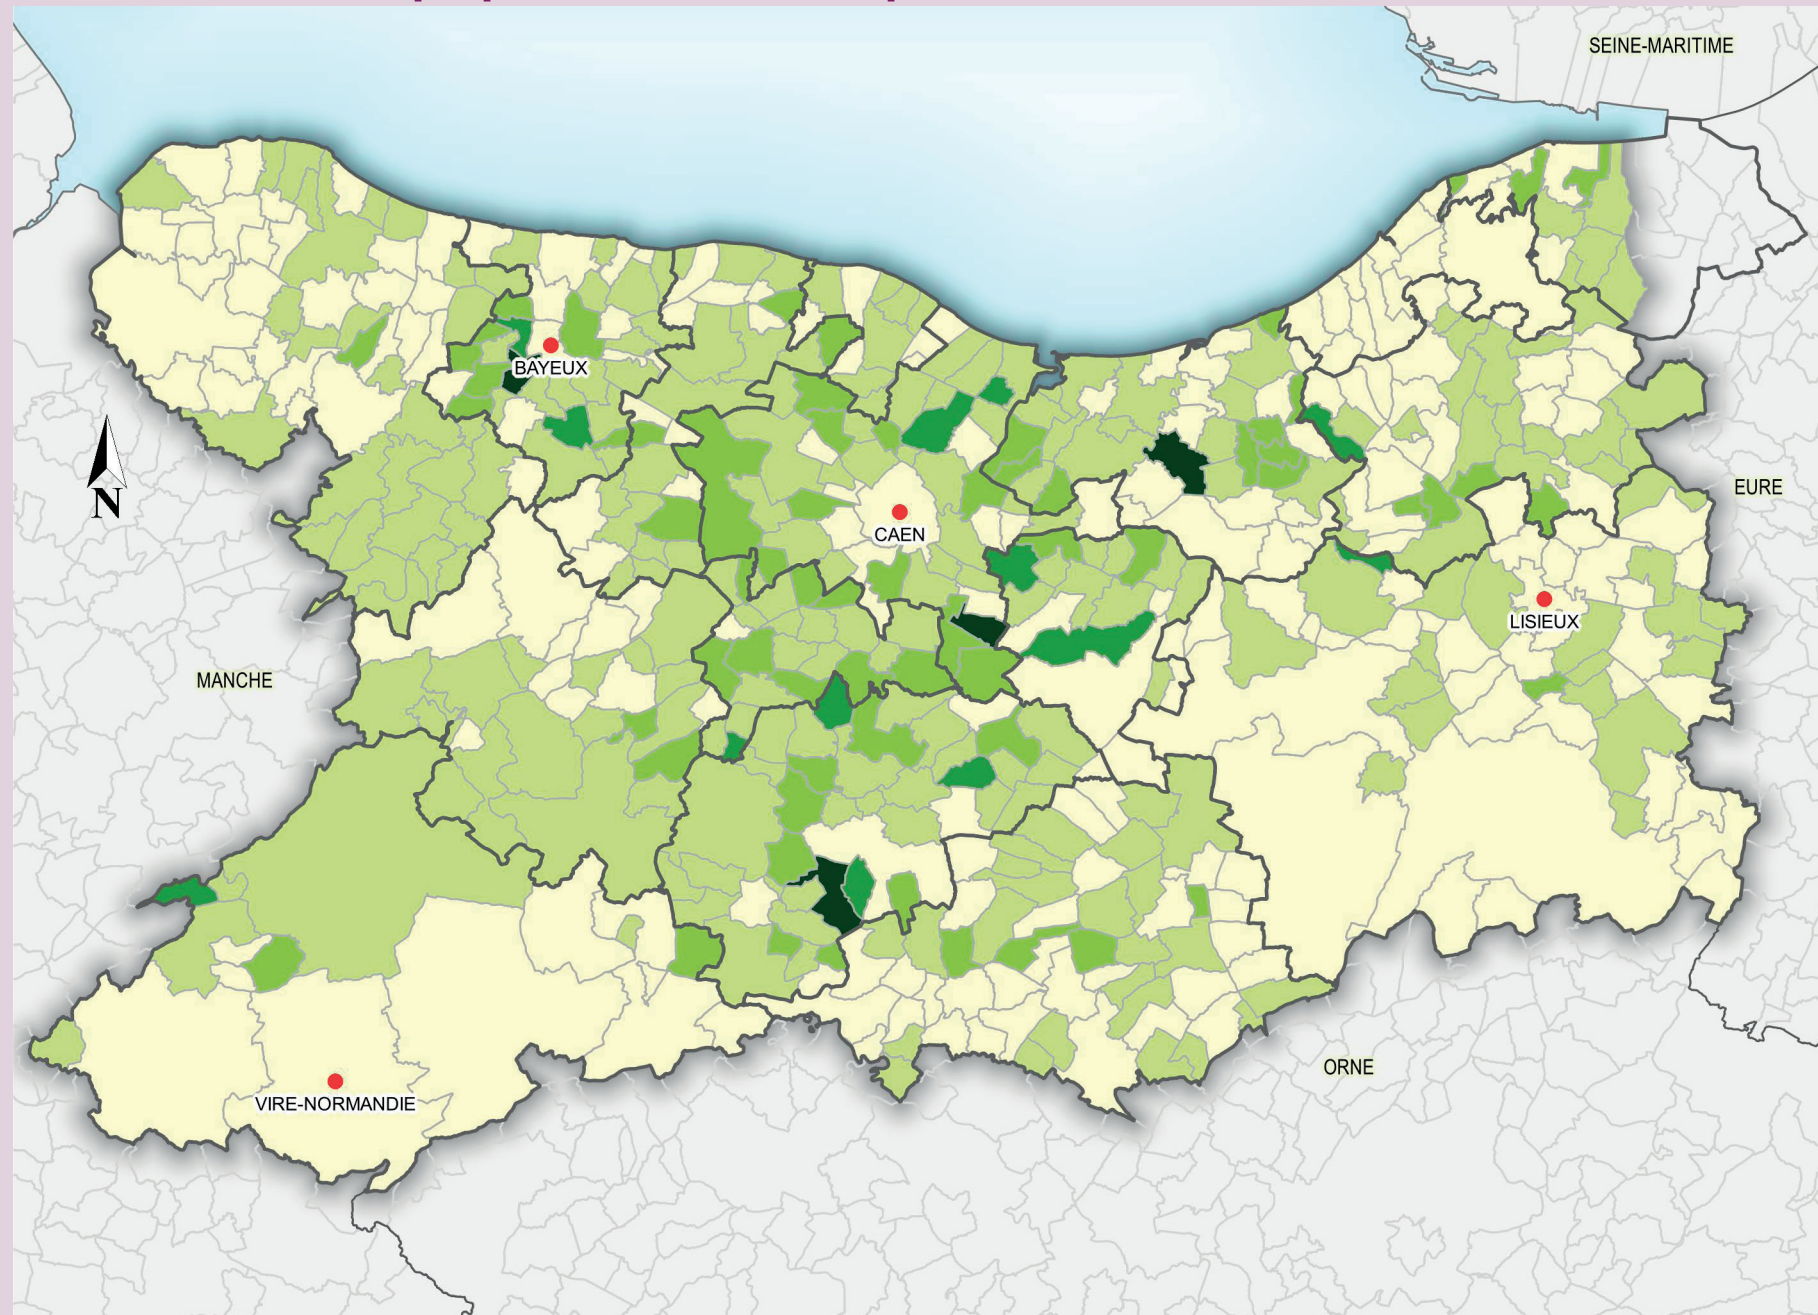 SEINE-MARITIME
BAYEUX
N
CAEN
EURE
LISIEUX
MANCHE
ORNE
VIRE-NORMANDIE